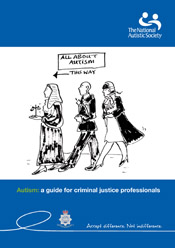 The National
Autistic Society
ALL ABOUT
AUTISM
THIS WAY
Autism: a guide for criminal justice professionals
Accept difference. Not indifference.